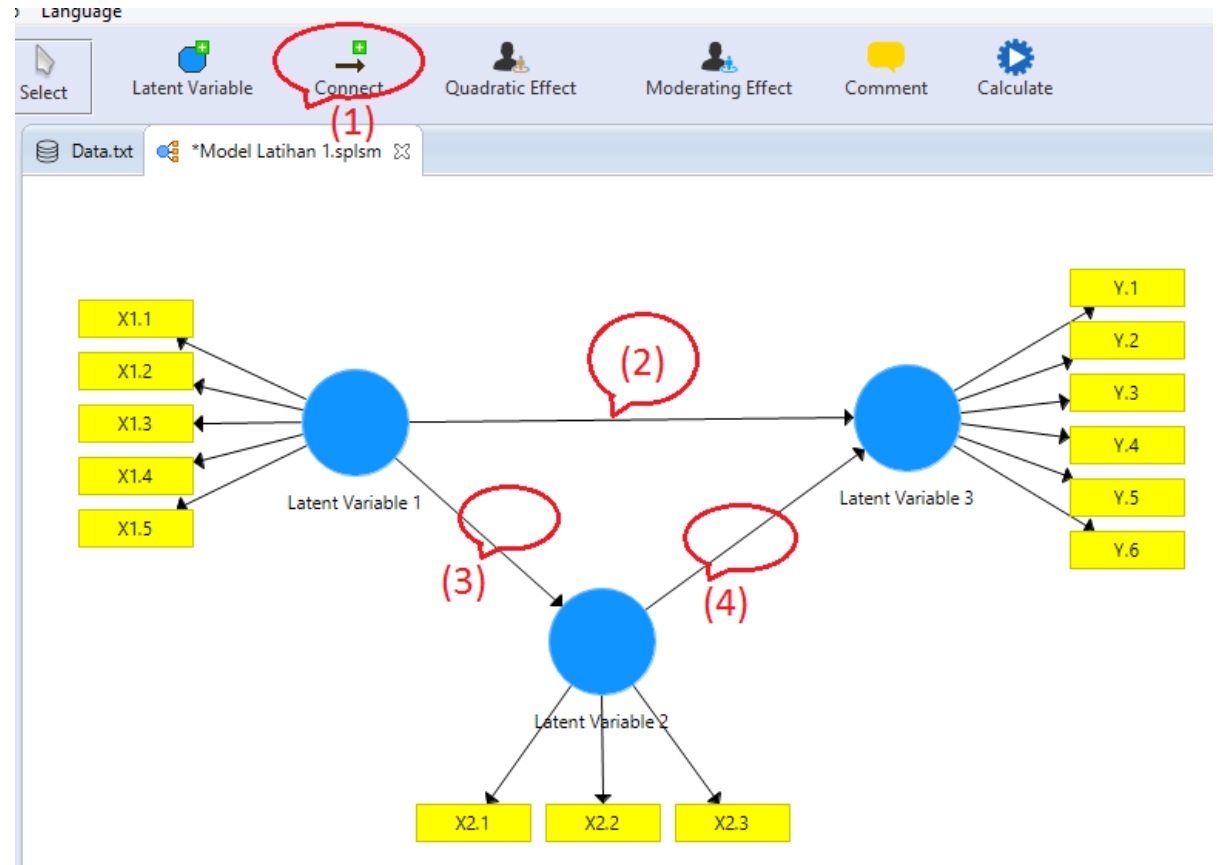 Language
Select
Latent Variable
Connect
Quadratic Effect
Moderating Effect
Comment
Calculate
(1)
Data.txt
*Model Latihan 1.splsm
X1.1
X1.2
X1.3
X1.4
X1.5
Latent Variable 1
(2)
(3)
(4)
Latent Variable 3
Y.1
Y.2
Y.3
Y.4
Y.5
Y.6
Latent Variable 2
X2.1
X2.2
X2.3